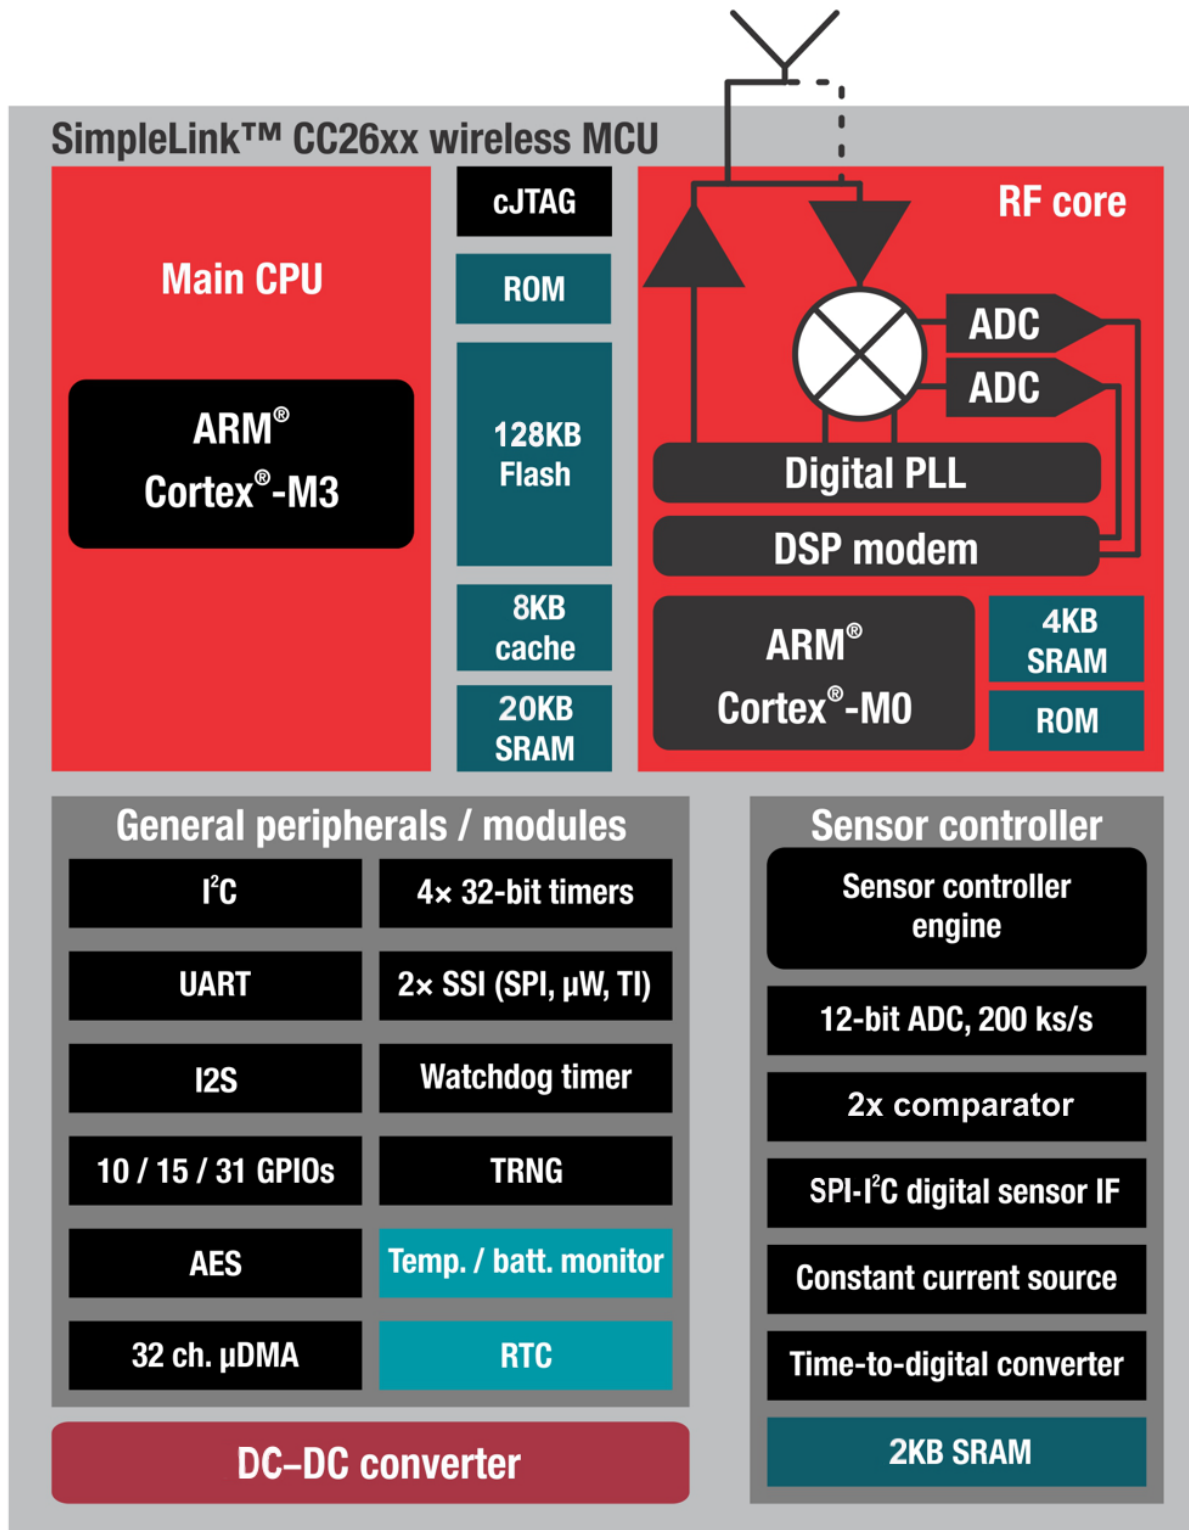 SimpleLink™ CC26xx wireless MCU
Main CPU
ARM®
Cortex®-M3
cJTAG
ROM
128KB
Flash
8KB
cache
20KB
SRAM
RF core
ADC
ADC
Digital PLL
DSP modem
ARM®
Cortex®-M0
4KB
SRAM
ROM
General peripherals / modules
I²C
4× 32-bit timers
UART
2× SSI (SPI, µW, TI)
I2S
Watchdog timer
10 / 15 / 31 GPIOs
TRNG
AES
Temp. / batt. monitor
32 ch. µDMA
RTC
DC–DC converter
Sensor controller
Sensor controller
engine
12-bit ADC, 200 ks/s
2x comparator
SPI-I²C digital sensor IF
Constant current source
Time-to-digital converter
2KB SRAM